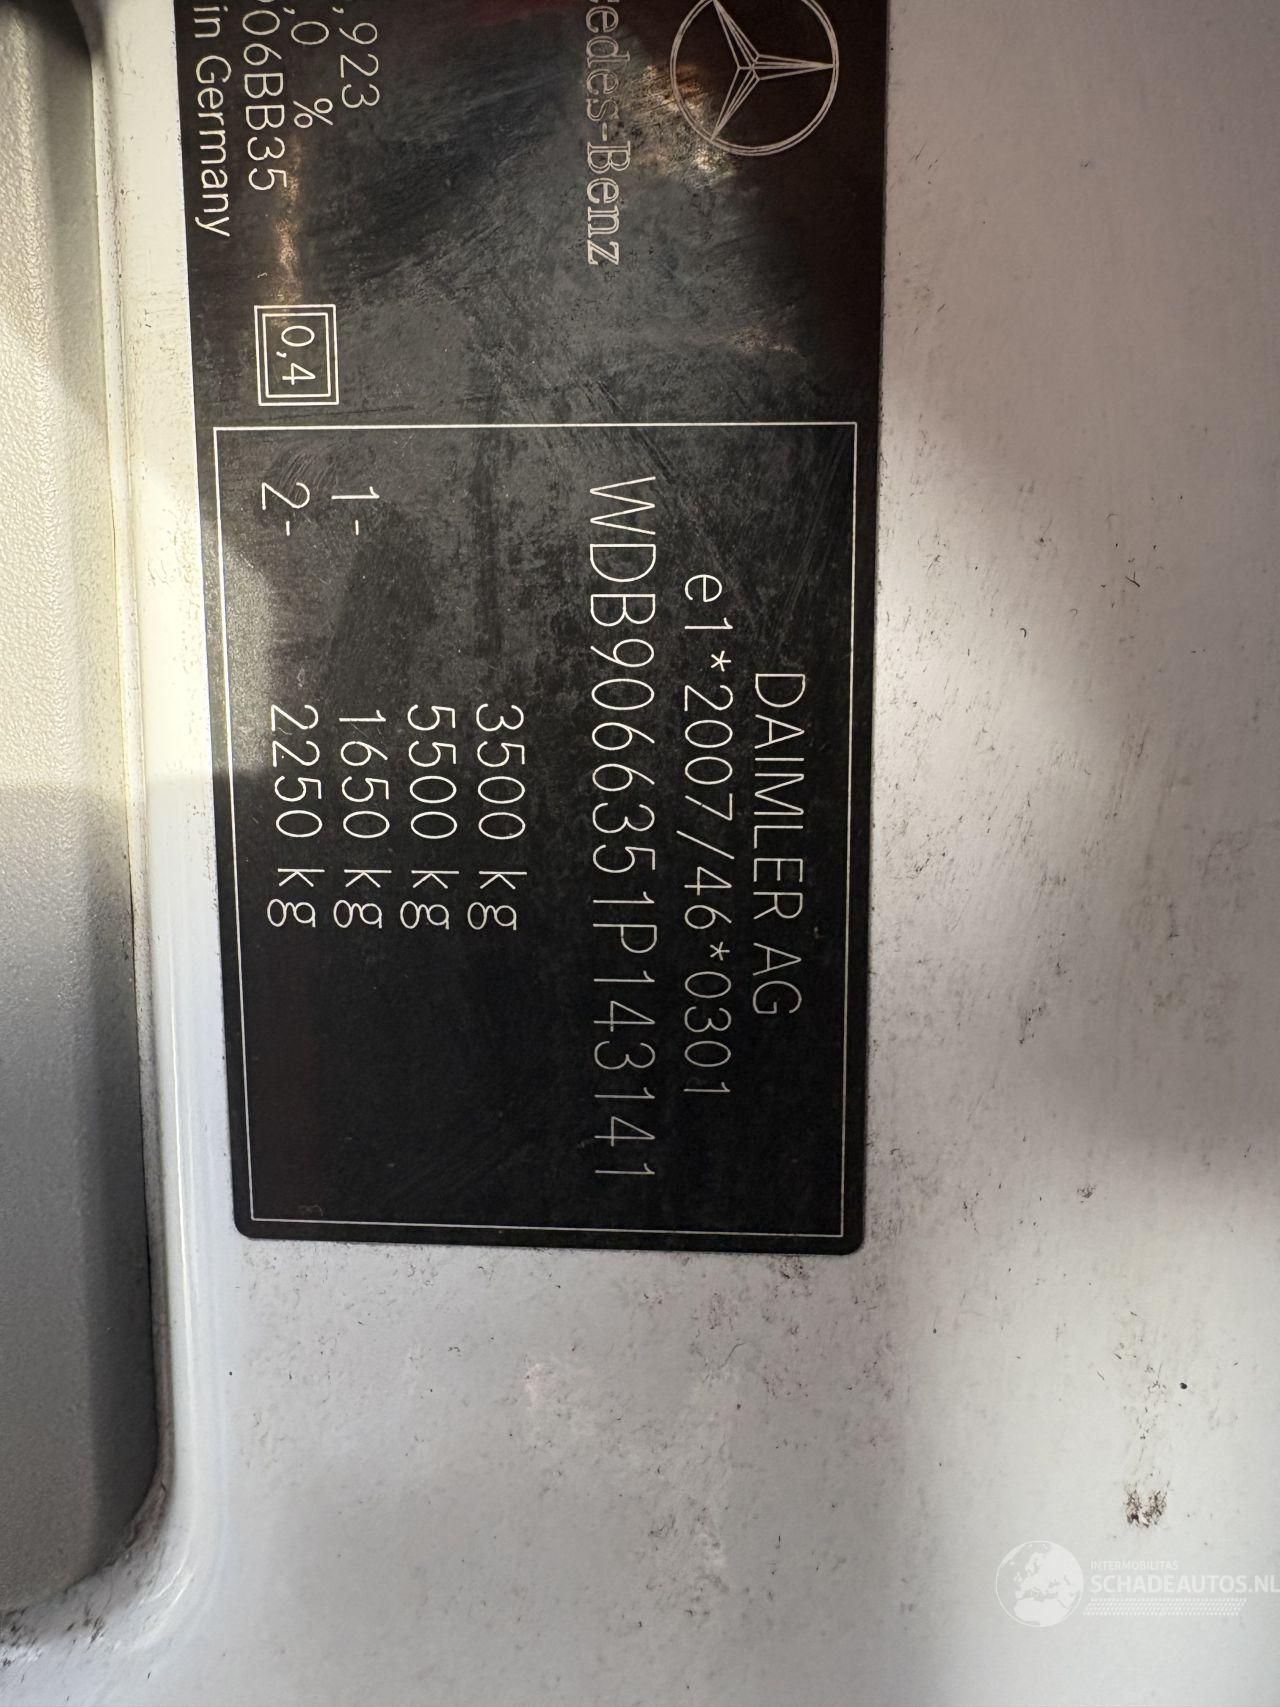 DAIMLER AG
e1*2007/46*0301
WDB9066351P143141
3500 kg
5500 kg
1- 1650 kg
2- 2250 kg
,923
,0 %
06BB35
in Germany
0,4
edes-Benz
INTERMOBILITAS
SCHADEAUTOS.NL